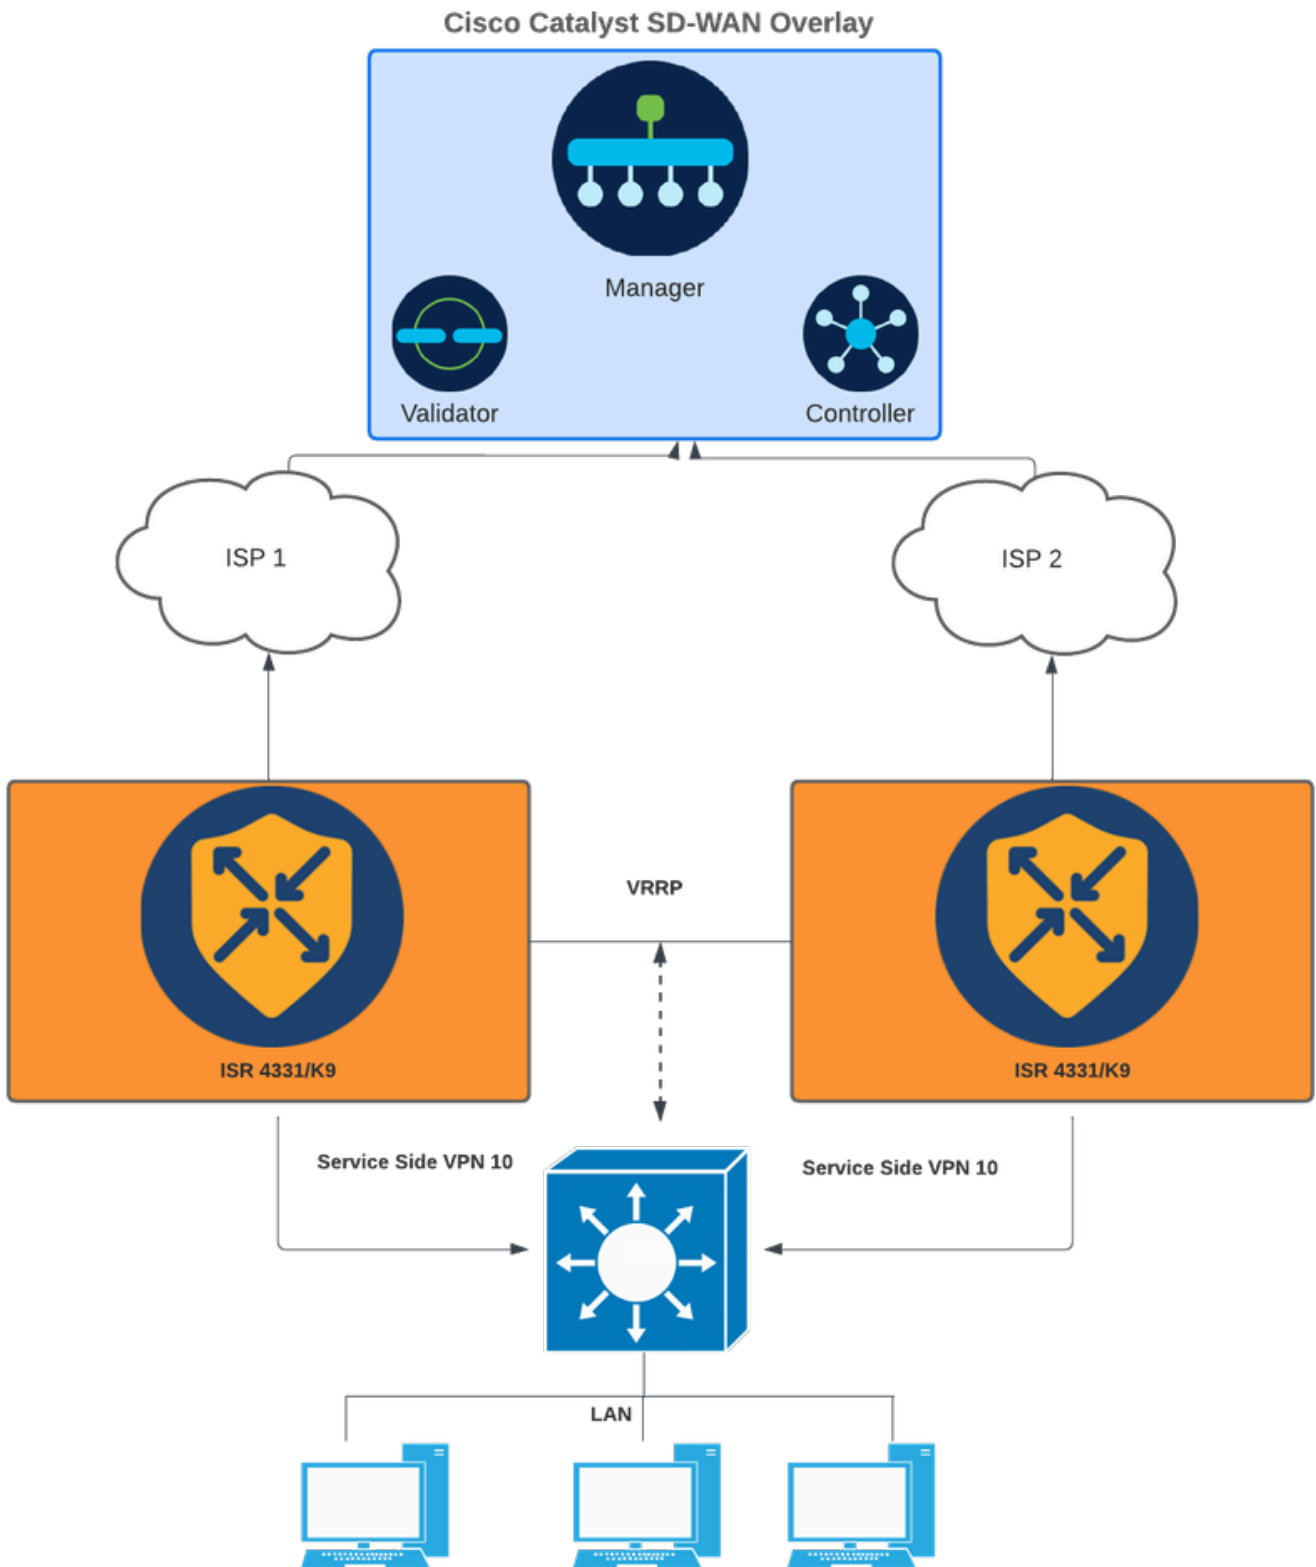 Cisco Catalyst SD-WAN Overlay
Manager
Validator
Controller
ISP 1
ISP 2
VRRP
ISR 4331/K9
ISR 4331/K9
Service Side VPN 10
Service Side VPN 10
LAN